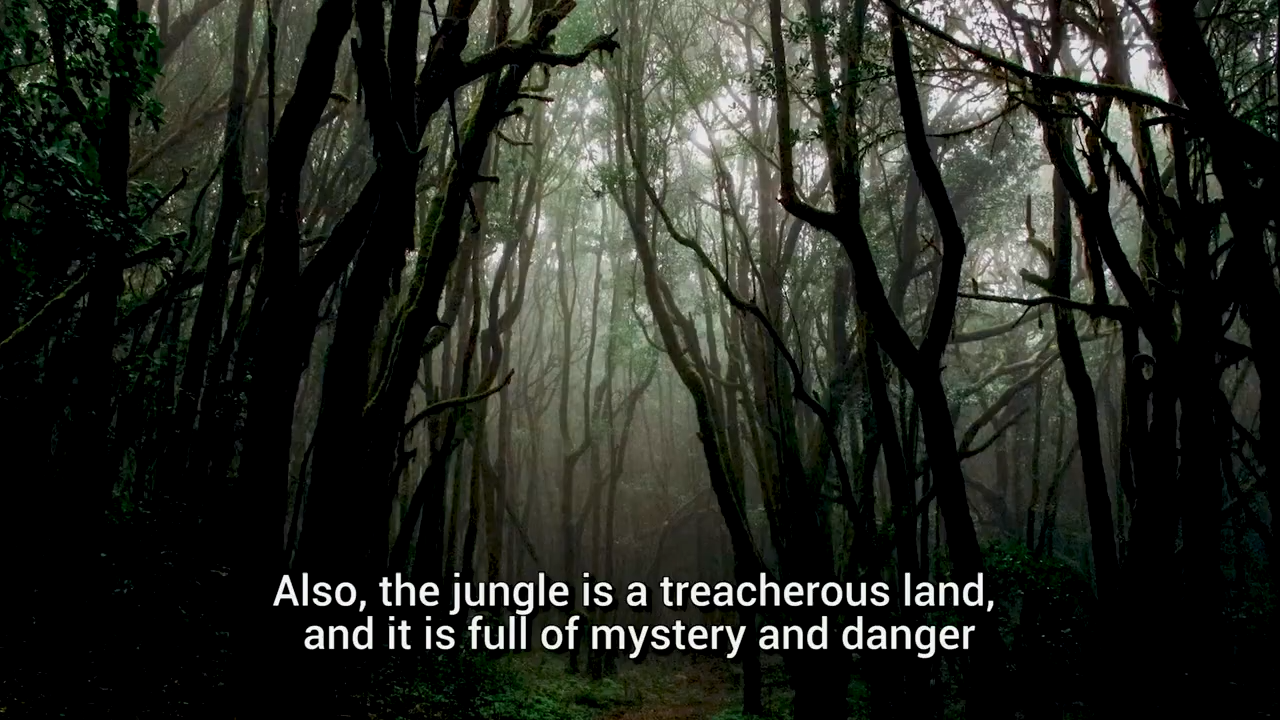 Also, the jungle is a treacherous land,
and it is full of mystery and danger